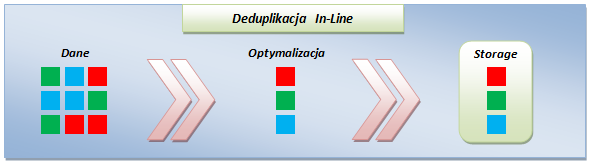 Deduplikacja In-Line
Dane
Optymalizacja
Storage